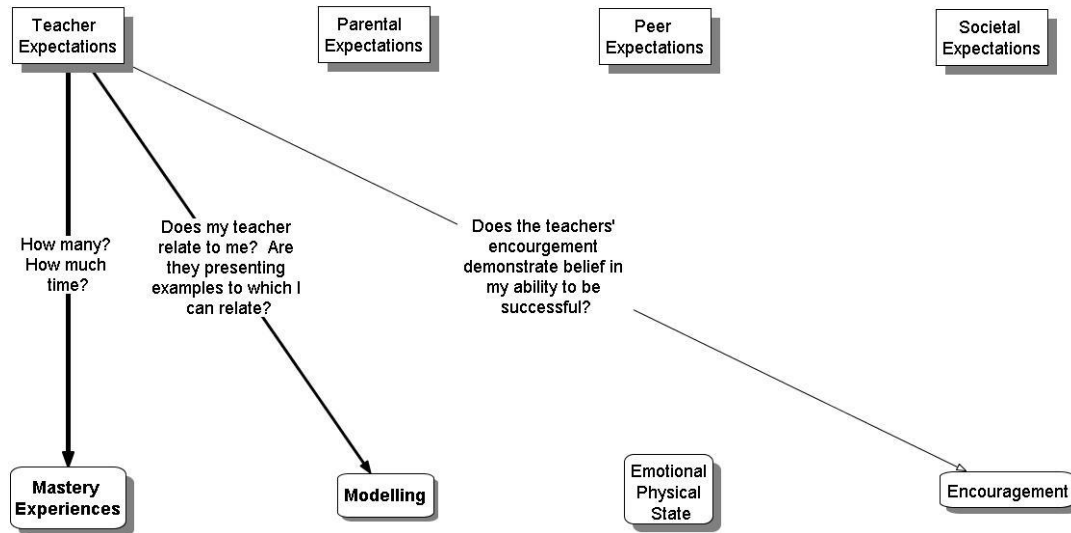 Teacher
Expectations
Parental
Expectations
Peer
Expectations
Societal
Expectations
How many?
How much
time?
Does my teacher
relate to me?  Are
they presenting
examples to which I
can relate?
Does the teachers'
encourgement
demonstrate belief in
my ability to be
successful?
Mastery
Experiences
Modelling
Emotional
Physical
State
Encouragement